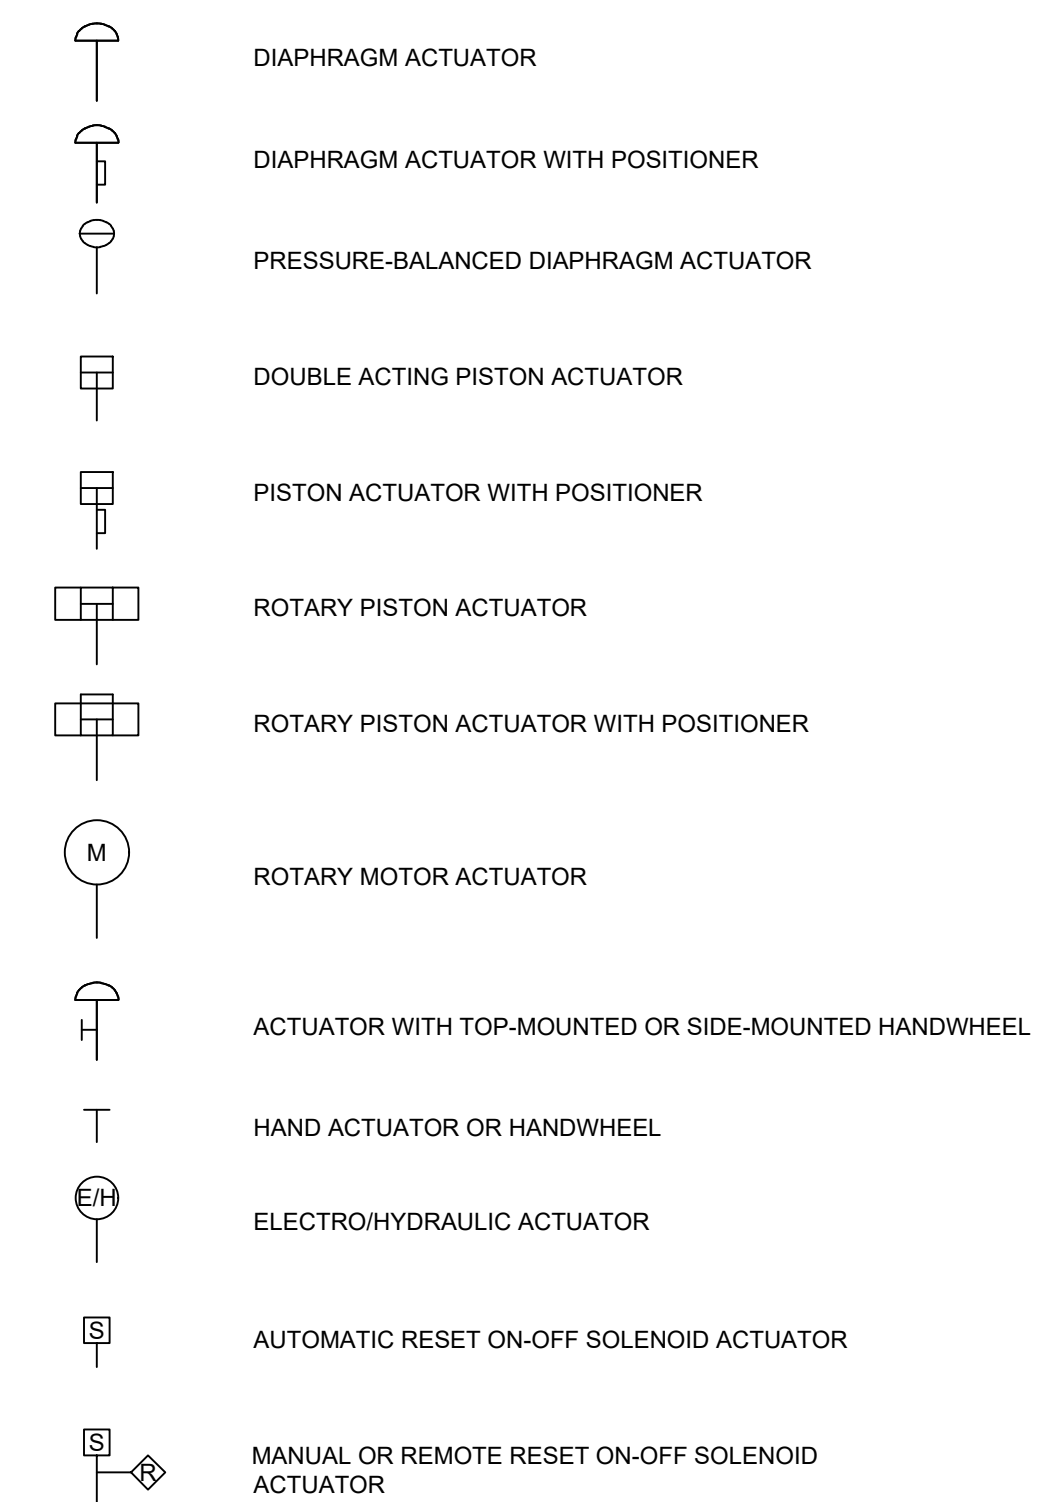 DIAPHRAGM ACTUATOR
DIAPHRAGM ACTUATOR WITH POSITIONER
PRESSURE-BALANCED DIAPHRAGM ACTUATOR
DOUBLE ACTING PISTON ACTUATOR
PISTON ACTUATOR WITH POSITIONER
ROTARY PISTON ACTUATOR
ROTARY PISTON ACTUATOR WITH POSITIONER
M
ROTARY MOTOR ACTUATOR
ACTUATOR WITH TOP-MOUNTED OR SIDE-MOUNTED HANDWHEEL
HAND ACTUATOR OR HANDWHEEL
E/H
ELECTRO/HYDRAULIC ACTUATOR
S
AUTOMATIC RESET ON-OFF SOLENOID ACTUATOR
S
R
MANUAL OR REMOTE RESET ON-OFF SOLENOID
ACTUATOR